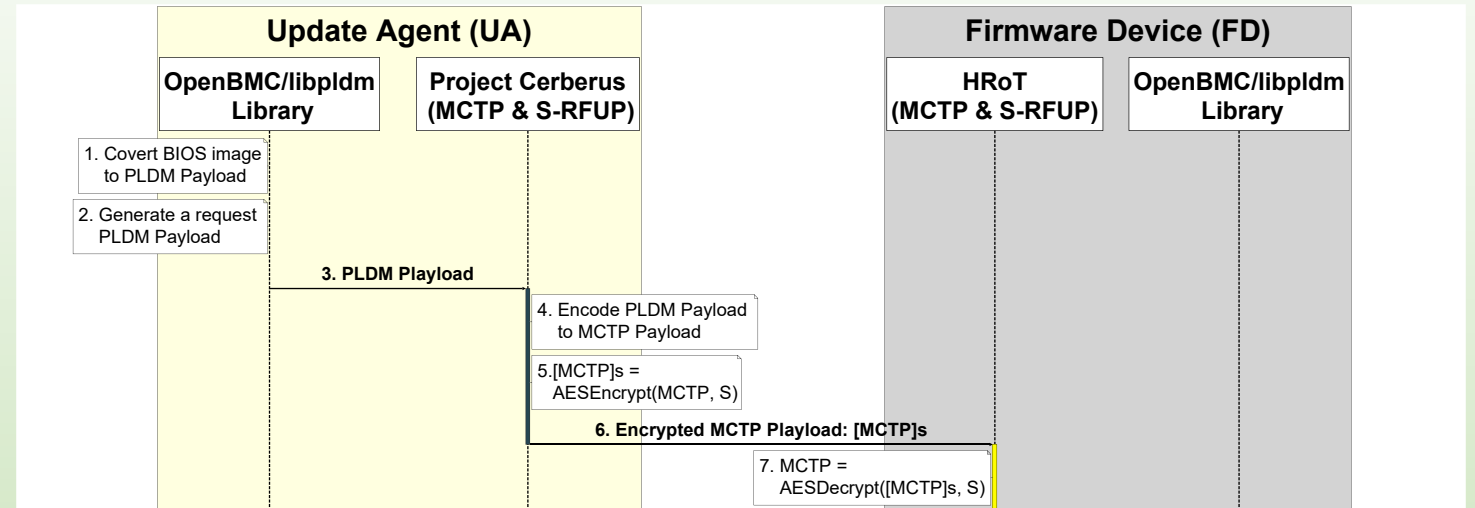 Update Agent (UA)
Firmware Device (FD)
OpenBMC/libpldm
Library
Project Cerberus
(MCTP & S-RFUP)
HRoT
(MCTP & S-RFUP)
OpenBMC/libpldm
Library
1. Covert BIOS image
to PLDM Payload
2. Generate a request
PLDM Payload
3. PLDM Playload
4. Encode PLDM Payload
to MCTP Payload
5.[MCTP]s =
AESEncrypt(MCTP, S)
6. Encrypted MCTP Playload: [MCTP]s
7. MCTP =
AESDecrypt([MCTP]s, S)